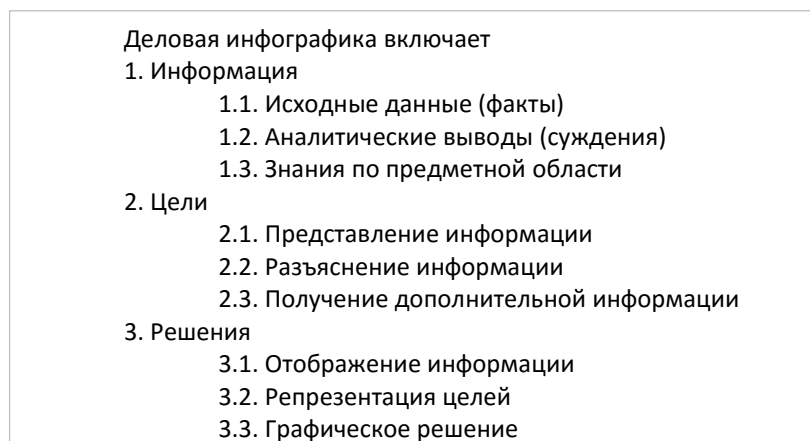 Деловая инфографика включает
1. Информация
1.1. Исходные данные (факты)
1.2. Аналитические выводы (суждения)
1.3. Знания по предметной области
2. Цели
2.1. Представление информации
2.2. Разъяснение информации
2.3. Получение дополнительной информации
3. Решения
3.1. Отображение информации
3.2. Репрезентация целей
3.3. Графическое решение